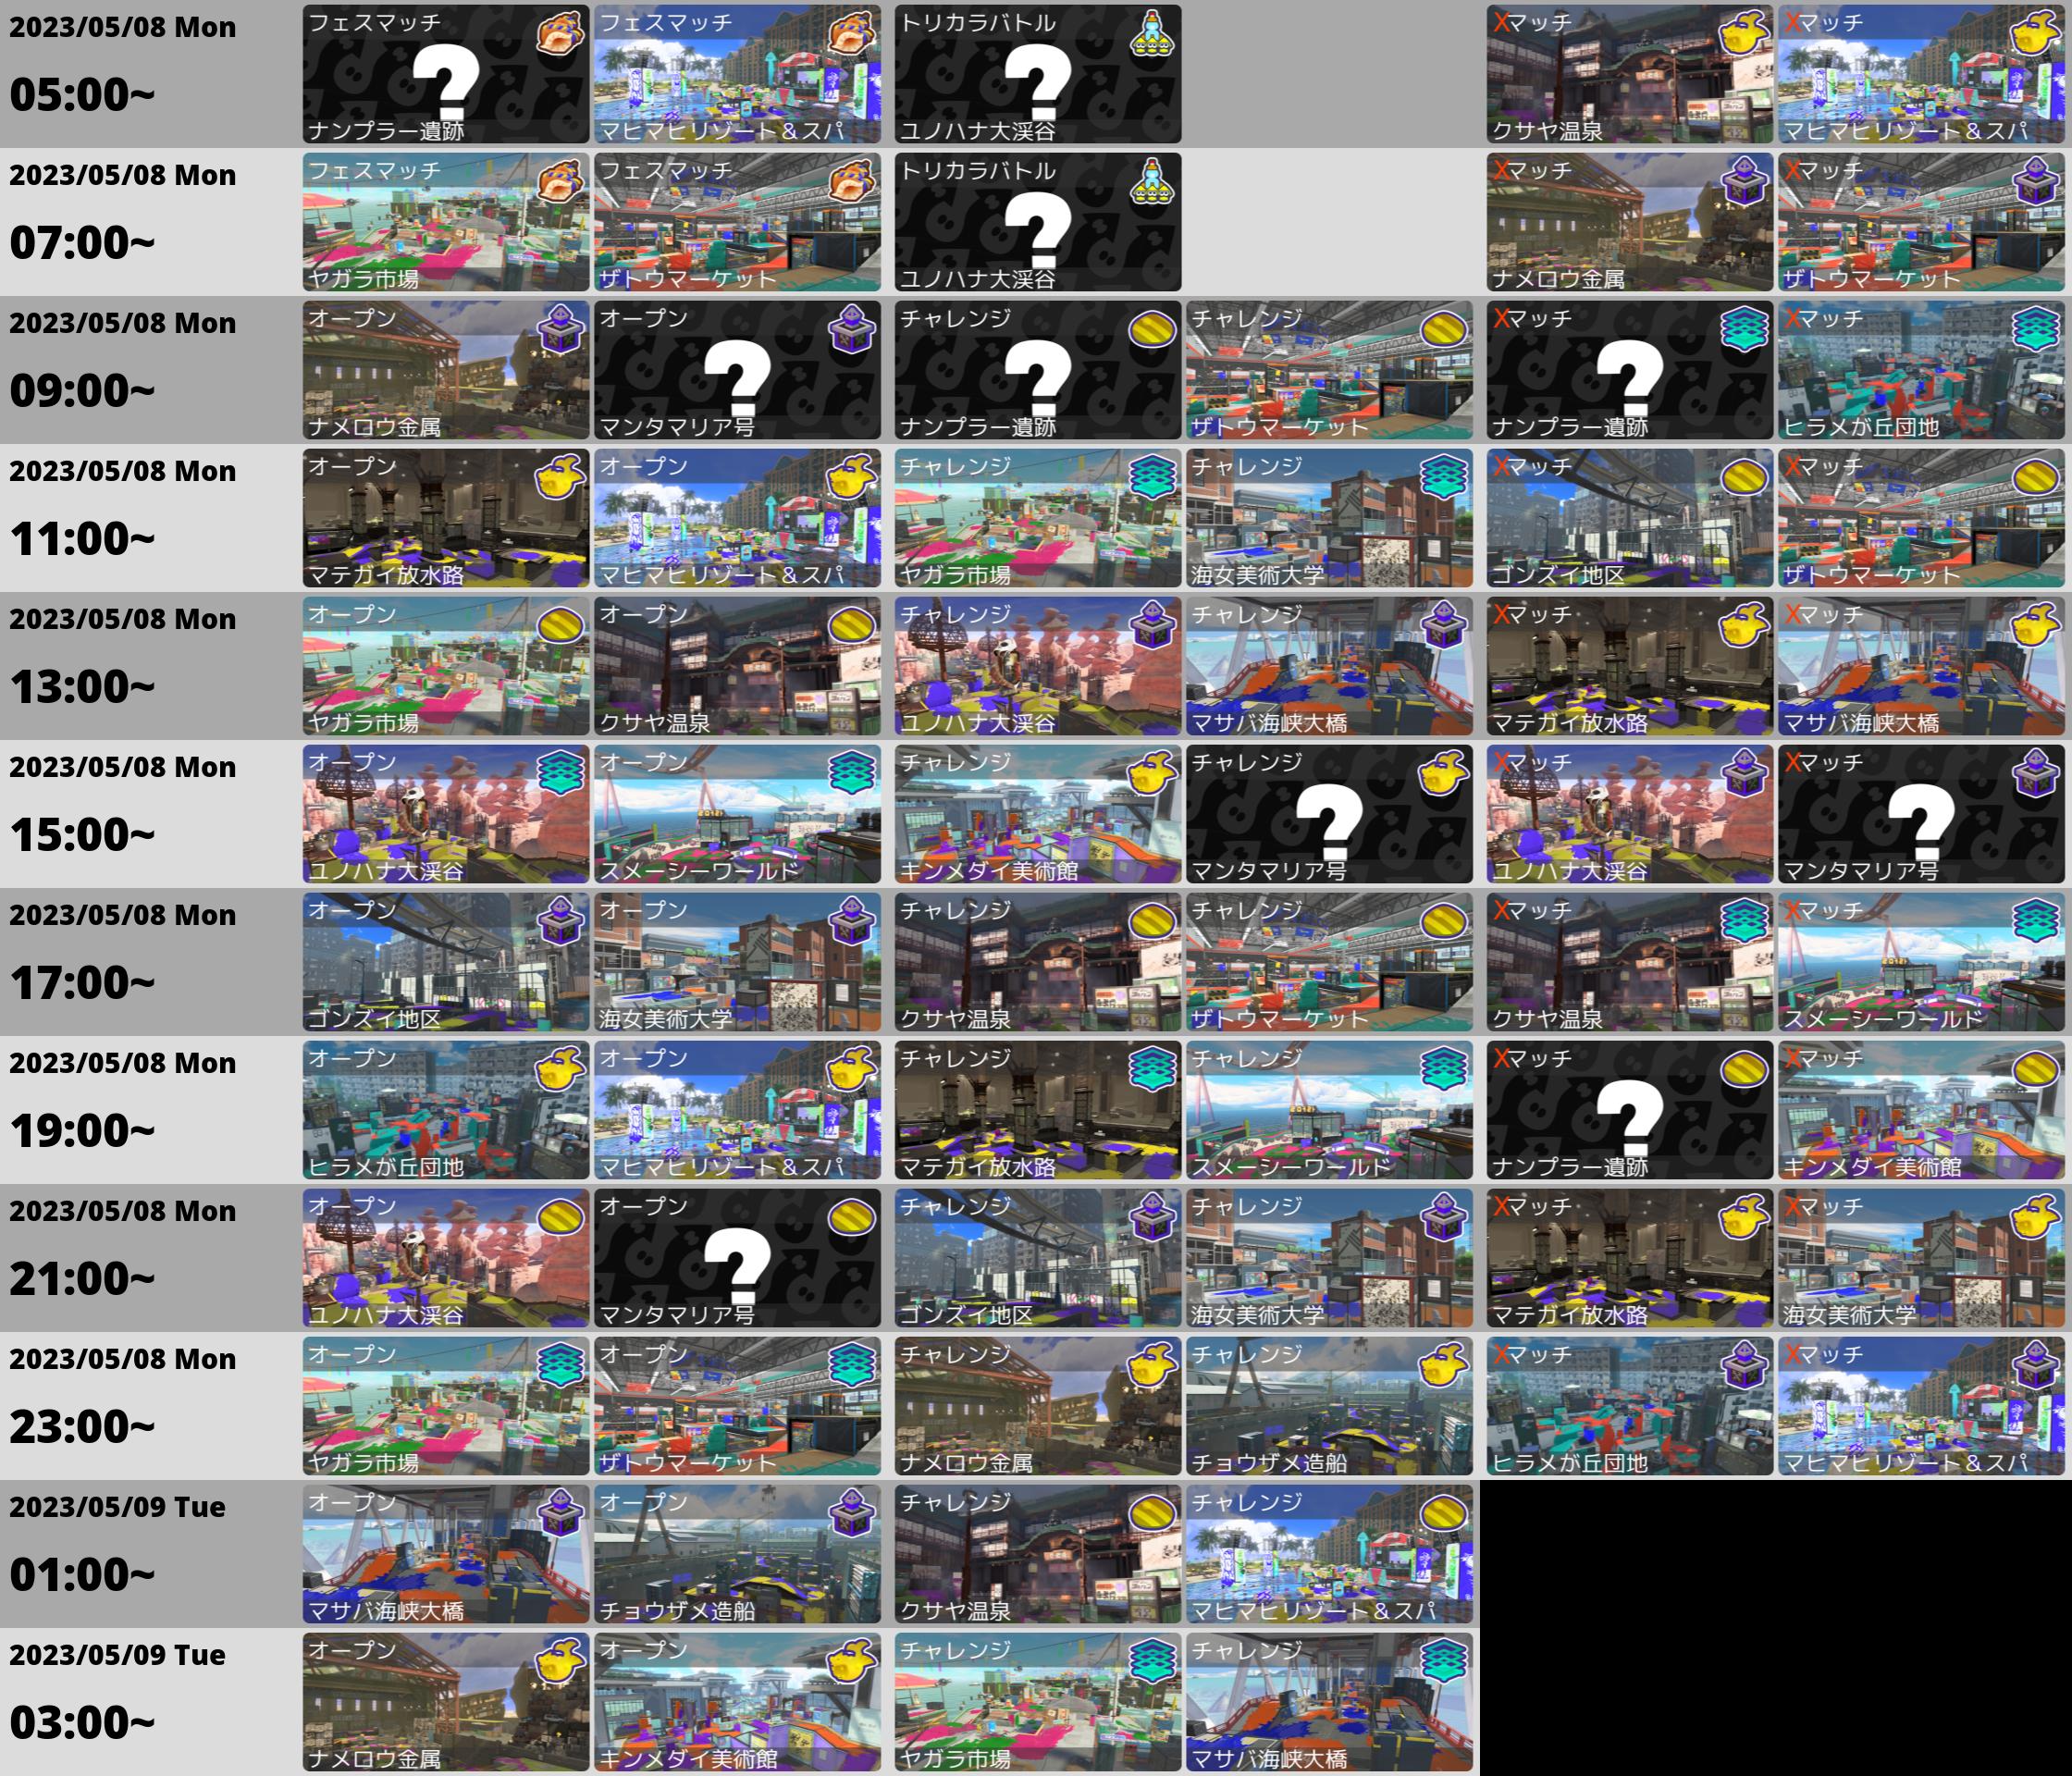 2023/05/08 Mon
05:00~
フェスマッチ
ナンプラー遺跡
フェスマッチ
マヒマヒリゾート＆スパ
トリカラバトル
ユノハナ大渓谷
Xマッチ
クサヤ温泉
Xマッチ
マヒマヒリゾート＆スパ
2023/05/08 Mon
07:00~
フェスマッチ
ヤガラ市場
フェスマッチ
ザトウマーケット
トリカラバトル
ユノハナ大渓谷
Xマッチ
ナメロウ金属
Xマッチ
ザトウマーケット
2023/05/08 Mon
09:00~
オープン
ナメロウ金属
オープン
マンタマリア号
チャレンジ
ナンプラー遺跡
チャレンジ
ザトウマーケット
Xマッチ
ナンプラー遺跡
Xマッチ
ヒラメが丘団地
2023/05/08 Mon
11:00~
オープン
マテガイ放水路
オープン
マヒマヒリゾート＆スパ
チャレンジ
ヤガラ市場
チャレンジ
海女美術大学
Xマッチ
ゴンズイ地区
Xマッチ
ザトウマーケット
2023/05/08 Mon
13:00~
オープン
ヤガラ市場
オープン
クサヤ温泉
チャレンジ
ユノハナ大渓谷
チャレンジ
マサバ海峡大橋
Xマッチ
マテガイ放水路
Xマッチ
マサバ海峡大橋
2023/05/08 Mon
15:00~
オープン
ユノハナ大渓谷
オープン
スメーシーワールド
チャレンジ
キンメダイ美術館
チャレンジ
マンタマリア号
Xマッチ
ユノハナ大渓谷
Xマッチ
マンタマリア号
2023/05/08 Mon
17:00~
オープン
ゴンズイ地区
オープン
海女美術大学
チャレンジ
クサヤ温泉
チャレンジ
ザトウマーケット
Xマッチ
クサヤ温泉
Xマッチ
スメーシーワールド
2023/05/08 Mon
19:00~
オープン
ヒラメが丘団地
オープン
マヒマヒリゾート＆スパ
チャレンジ
マテガイ放水路
チャレンジ
スメーシーワールド
Xマッチ
ナンプラー遺跡
Xマッチ
キンメダイ美術館
2023/05/08 Mon
21:00~
オープン
ユノハナ大渓谷
オープン
マンタマリア号
チャレンジ
ゴンズイ地区
チャレンジ
海女美術大学
Xマッチ
マテガイ放水路
Xマッチ
海女美術大学
2023/05/08 Mon
23:00~
オープン
ヤガラ市場
オープン
ザトウマーケット
チャレンジ
ナメロウ金属
チャレンジ
チョウザメ造船
Xマッチ
ヒラメが丘団地
Xマッチ
マヒマヒリゾート＆スパ
2023/05/09 Tue
01:00~
オープン
マサバ海峡大橋
オープン
チョウザメ造船
チャレンジ
クサヤ温泉
チャレンジ
マヒマヒリゾート＆スパ
2023/05/09 Tue
03:00~
オープン
ナメロウ金属
オープン
キンメダイ美術館
チャレンジ
ヤガラ市場
チャレンジ
マサバ海峡大橋